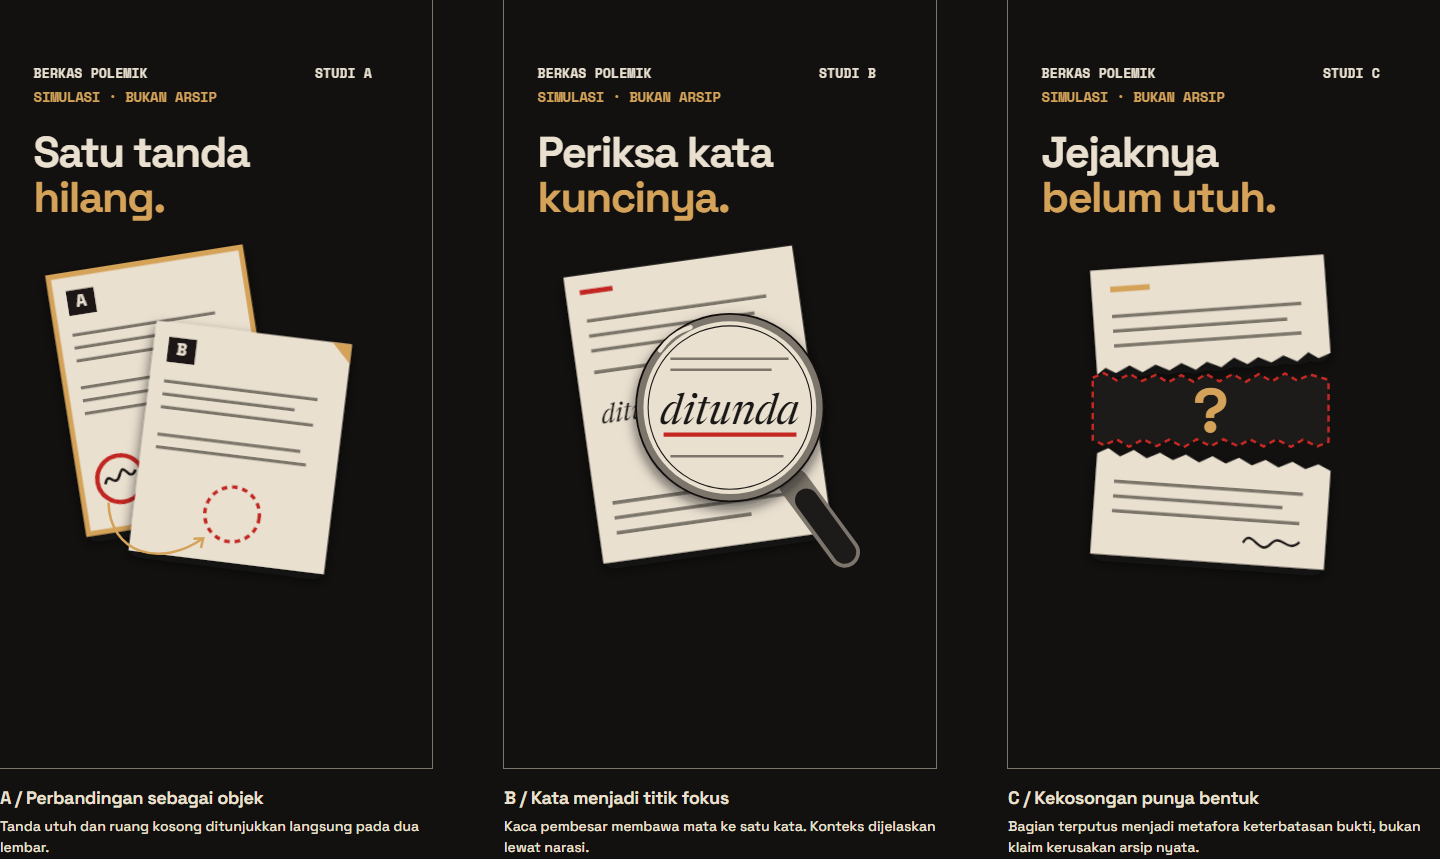 BERKAS POLEMIK
STUDI A
SIMULASI · BUKAN ARSIP
Satu tanda
hilang.
A
B
A / Perbandingan sebagai objek
Tanda utuh dan ruang kosong ditunjukkan langsung pada dua
lembar.
BERKAS POLEMIK
STUDI B
SIMULASI · BUKAN ARSIP
Periksa kata
kuncinya.
ditu
ditunda
B / Kata menjadi titik fokus
Kaca pembesar membawa mata ke satu kata. Konteks dijelaskan
lewat narasi.
BERKAS POLEMIK
STUDI C
SIMULASI · BUKAN ARSIP
Jejaknya
belum utuh.
?
C / Kekosongan punya bentuk
Bagian terputus menjadi metafora keterbatasan bukti, bukan
klaim kerusakan arsip nyata.